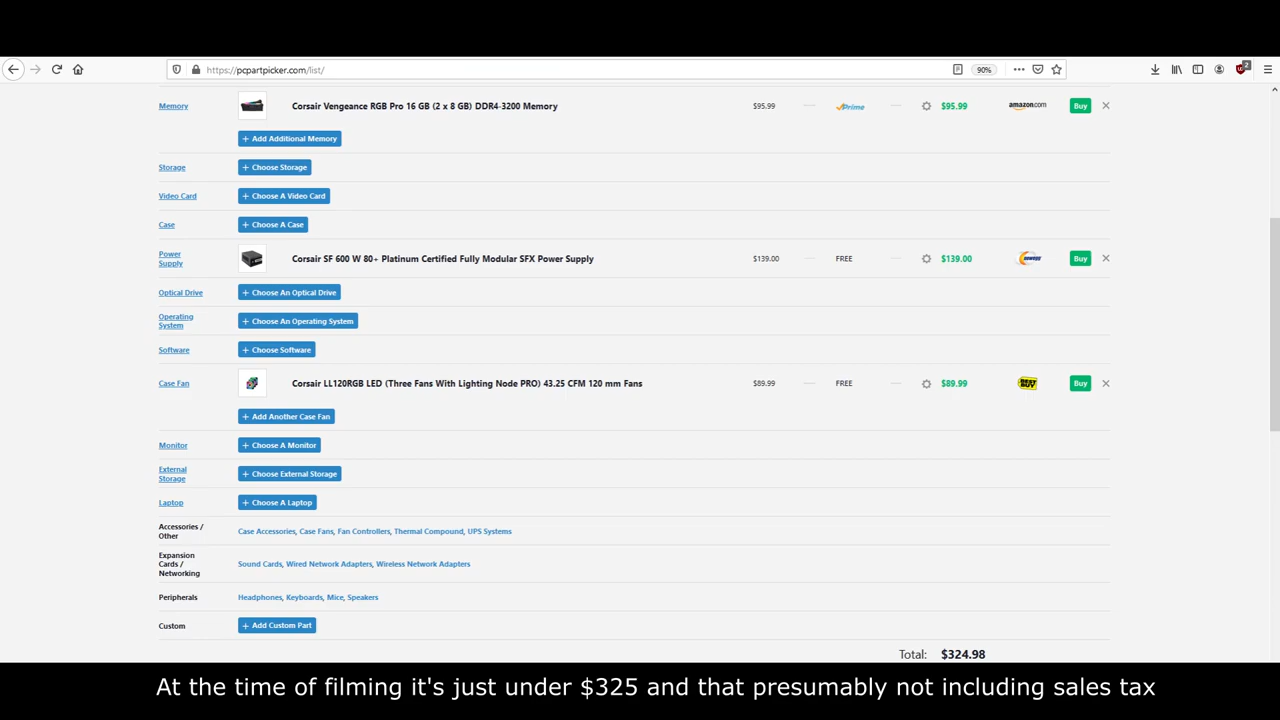 https://pcpartpicker.com/list/ 90% 2
Memory Corsair Vengeance RGB Pro 16 GB (2 x 8 GB) DDR4-3200 Memory $95.99 Prime $95.99 amazon.com Buy
+ Add Additional Memory
Storage + Choose Storage
Video Card + Choose A Video Card
Case + Choose A Case
Power Supply Corsair SF 600 W 80+ Platinum Certified Fully Modular SFX Power Supply $139.00 FREE $139.00 Newegg Buy
Optical Drive + Choose An Optical Drive
Operating System + Choose An Operating System
Software + Choose Software
Case Fan Corsair LL120RGB LED (Three Fans With Lighting Node PRO) 43.25 CFM 120 mm Fans $89.99 FREE $89.99 BEST BUY Buy
+ Add Another Case Fan
Monitor + Choose A Monitor
External Storage + Choose External Storage
Laptop + Choose A Laptop
Accessories / Other Case Accessories, Case Fans, Fan Controllers, Thermal Compound, UPS Systems
Expansion Cards / Networking Sound Cards, Wired Network Adapters, Wireless Network Adapters
Peripherals Headphones, Keyboards, Mice, Speakers
Custom + Add Custom Part
Total: $324.98
At the time of filming it's just under $325 and that presumably not including sales tax